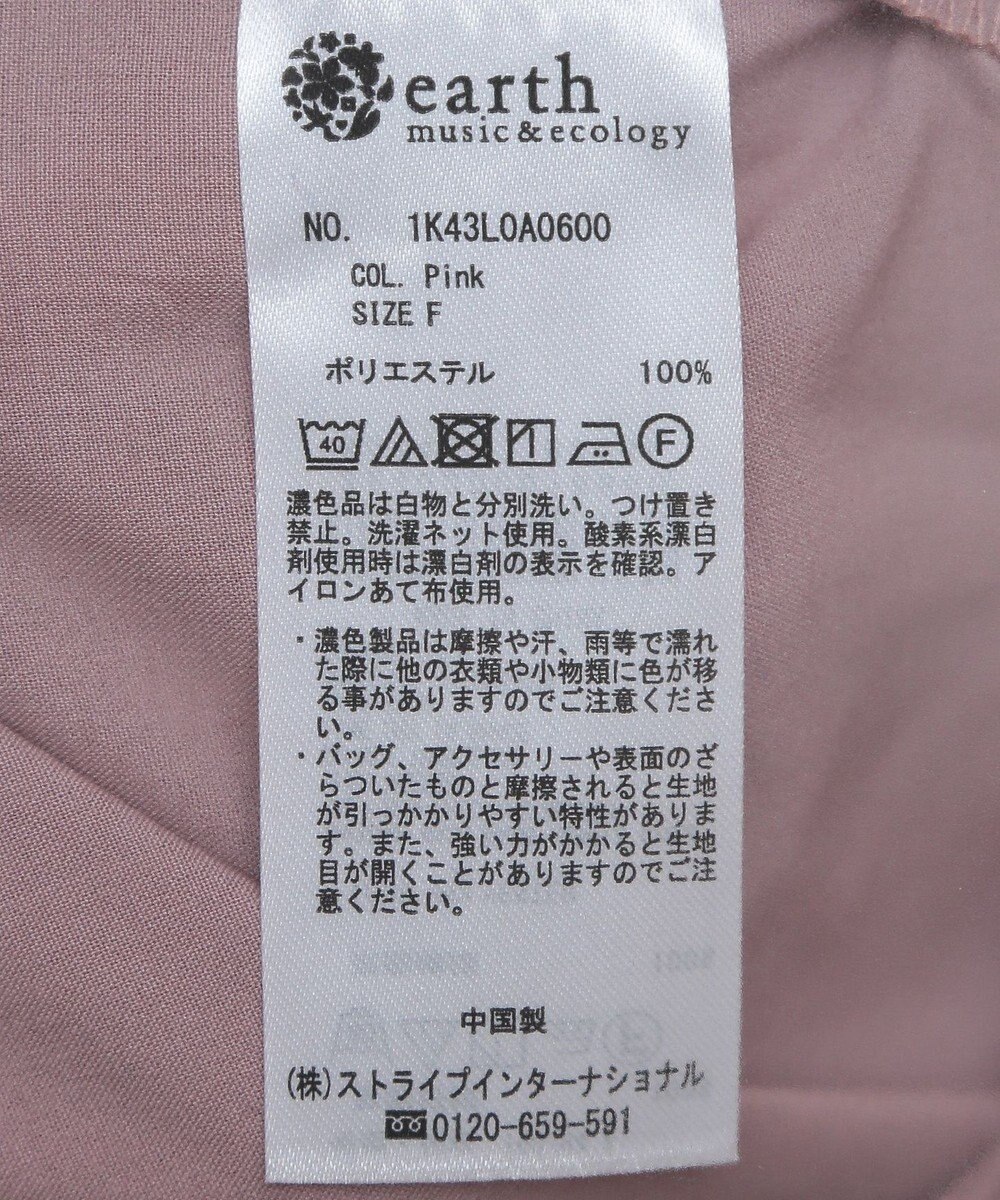 earth
music&ecology
NO. 1K43L0A0600
COL. Pink
SIZE F
ポリエステル 100%
40 F
濃色品は白物と分別洗い。つけ置き
禁止。洗濯ネット使用。酸素系漂白
剤使用時は漂白剤の表示を確認。ア
イロンあて布使用。
・濃色製品は摩擦や汗、雨等で濡れ
た際に他の衣類や小物類に色が移
る事がありますのでご注意くださ
い。
・バッグ、アクセサリーや表面のざ
らついたものと摩擦されると生地
が引っかかりやすい特性がありま
す。また、強い力がかかると生地
目が開くことがありますのでご注
意ください。
中国製
(株)ストライプインターナショナル
0120-659-591